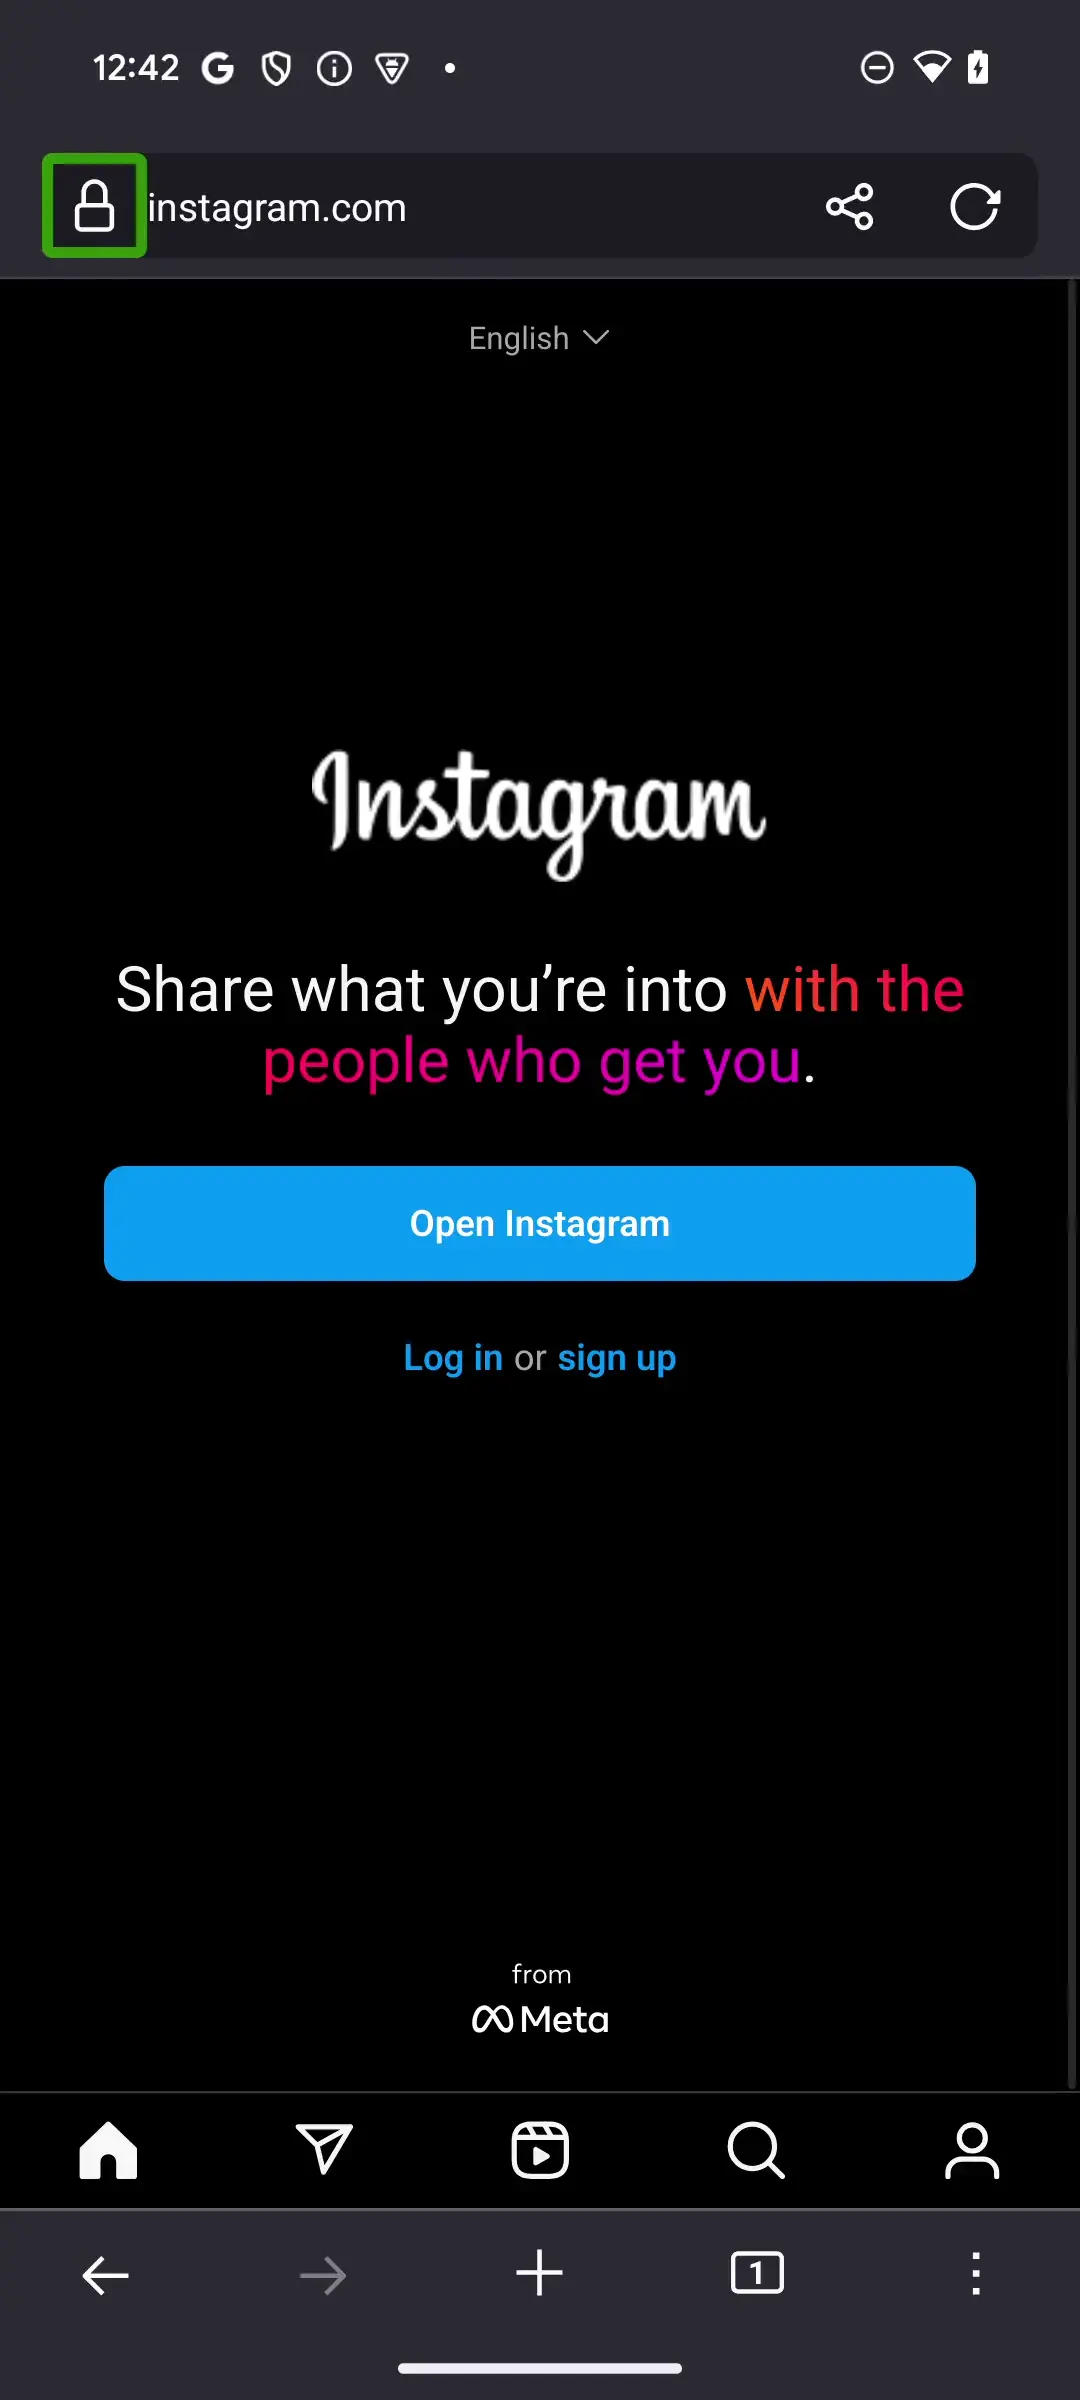 12:42
instagram.com
English
Instagram
Share what you’re into with the
people who get you.
Open Instagram
Log in or sign up
from
Meta
1